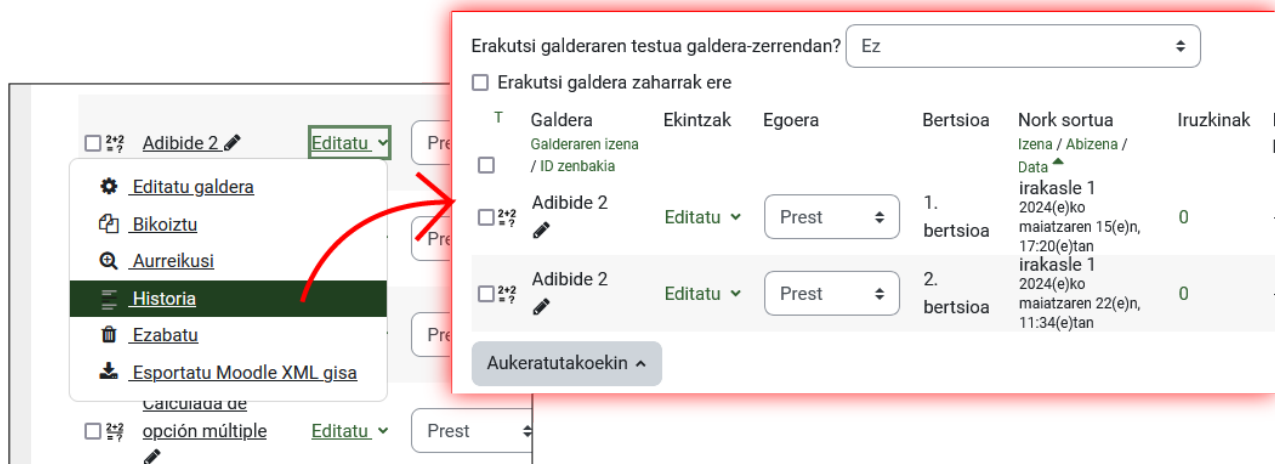 Adibide 2 Editatu Pre
Editatu galdera
Bikoiztu
Aurreikusi
Historia
Ezabatu
Esportatu Moodle XML gisa
Pre
Pre
Calculada de
opción múltiple Editatu Prest
Erakutsi galderaren testua galdera-zerrendan? Ez
Erakutsi galdera zaharrak ere
T Galdera Ekintzak Egoera Bertsioa Nork sortua Iruzkinak
Galderaren izena Izena / Abizena /
/ ID zenbakia Data
Adibide 2 Editatu Prest 1. bertsioa irakasle 1 0
2024(e)ko
maiatzaren 15(e)n,
17:20(e)tan
Adibide 2 Editatu Prest 2. bertsioa irakasle 1 0
2024(e)ko
maiatzaren 22(e)n,
11:34(e)tan
Aukeratutakoekin